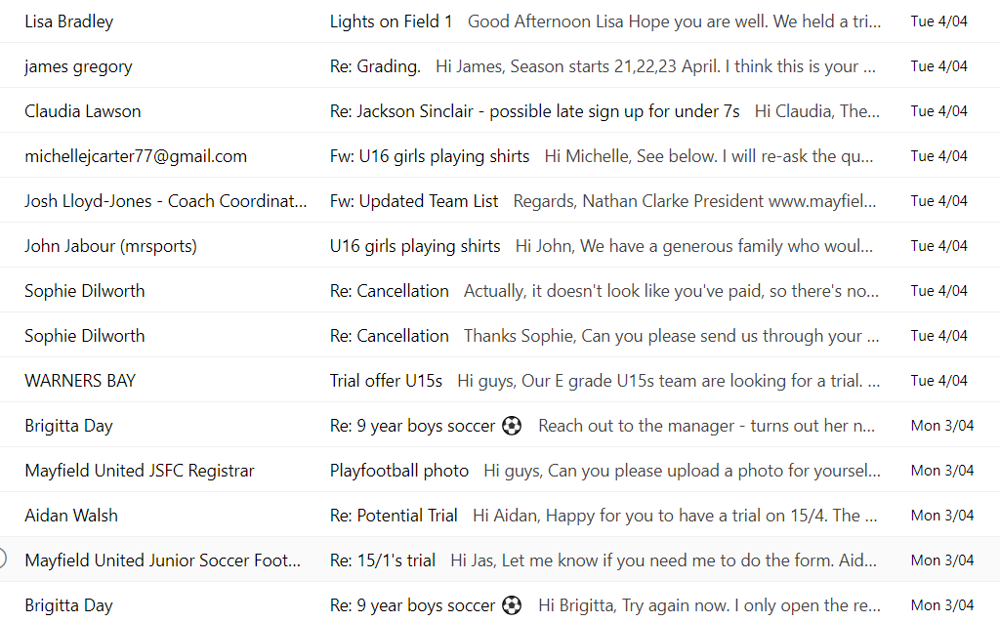 Lisa Bradley Lights on Field 1 Good Afternoon Lisa Hope you are well. We held a tri... Tue 4/04
james gregory Re: Grading. Hi James, Season starts 21,22,23 April. I think this is your ... Tue 4/04
Claudia Lawson Re: Jackson Sinclair - possible late sign up for under 7s Hi Claudia, The... Tue 4/04
michellejcarter77@gmail.com Fw: U16 girls playing shirts Hi Michelle, See below. I will re-ask the qu... Tue 4/04
Josh Lloyd-Jones - Coach Coordinat... Fw: Updated Team List Regards, Nathan Clarke President www.mayfiel... Tue 4/04
John Jabour (mrsports) U16 girls playing shirts Hi John, We have a generous family who woul... Tue 4/04
Sophie Dilworth Re: Cancellation Actually, it doesn't look like you've paid, so there's no... Tue 4/04
Sophie Dilworth Re: Cancellation Thanks Sophie, Can you please send us through your ... Tue 4/04
WARNERS BAY Trial offer U15s Hi guys, Our E grade U15s team are looking for a trial. ... Tue 4/04
Brigitta Day Re: 9 year boys soccer ⚽ Reach out to the manager - turns out her n... Mon 3/04
Mayfield United JSFC Registrar Playfootball photo Hi guys, Can you please upload a photo for yoursel... Mon 3/04
Aidan Walsh Re: Potential Trial Hi Aidan, Happy for you to have a trial on 15/4. The ... Mon 3/04
Mayfield United Junior Soccer Foot... Re: 15/1's trial Hi Jas, Let me know if you need me to do the form. Aid... Mon 3/04
Brigitta Day Re: 9 year boys soccer ⚽ Hi Brigitta, Try again now. I only open the re... Mon 3/04